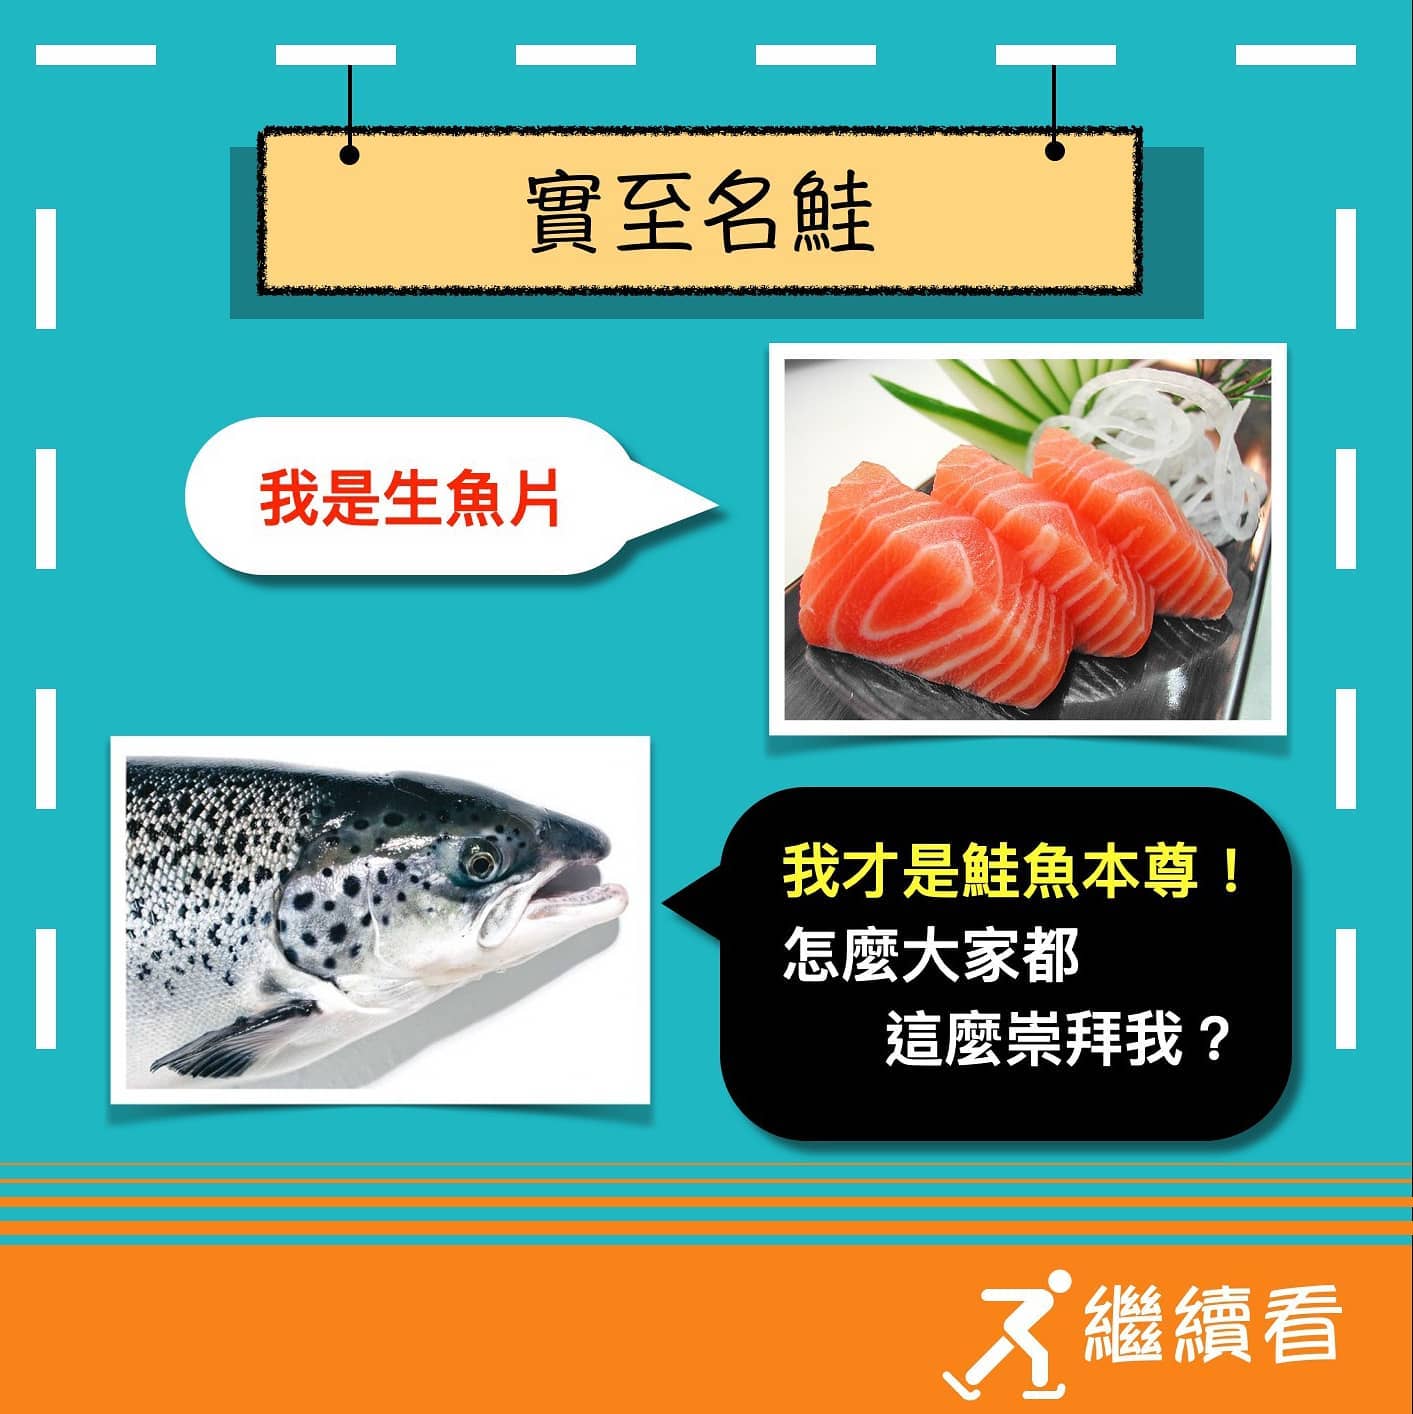 實至名鮭
我是生魚片
我才是鮭魚本尊！
怎麼大家都
這麼崇拜我？
繼續看